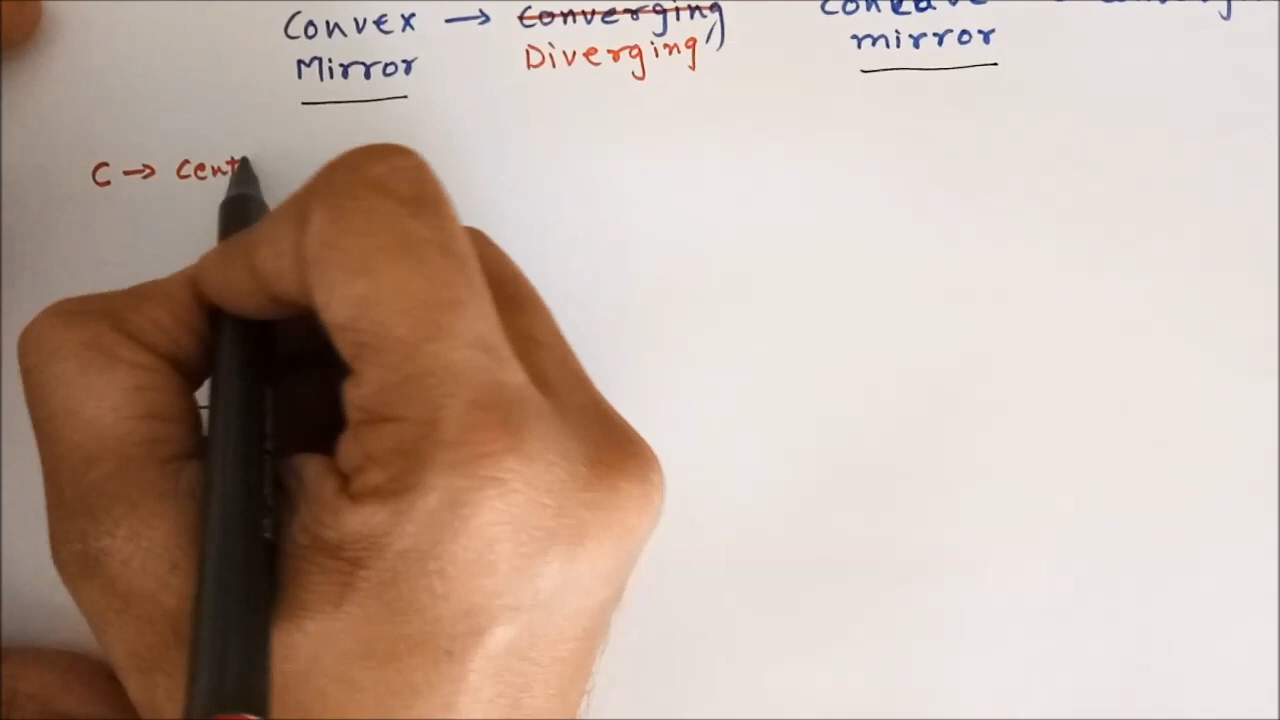 Convex → Converging
Mirror Diverging
mirror
C → Cent